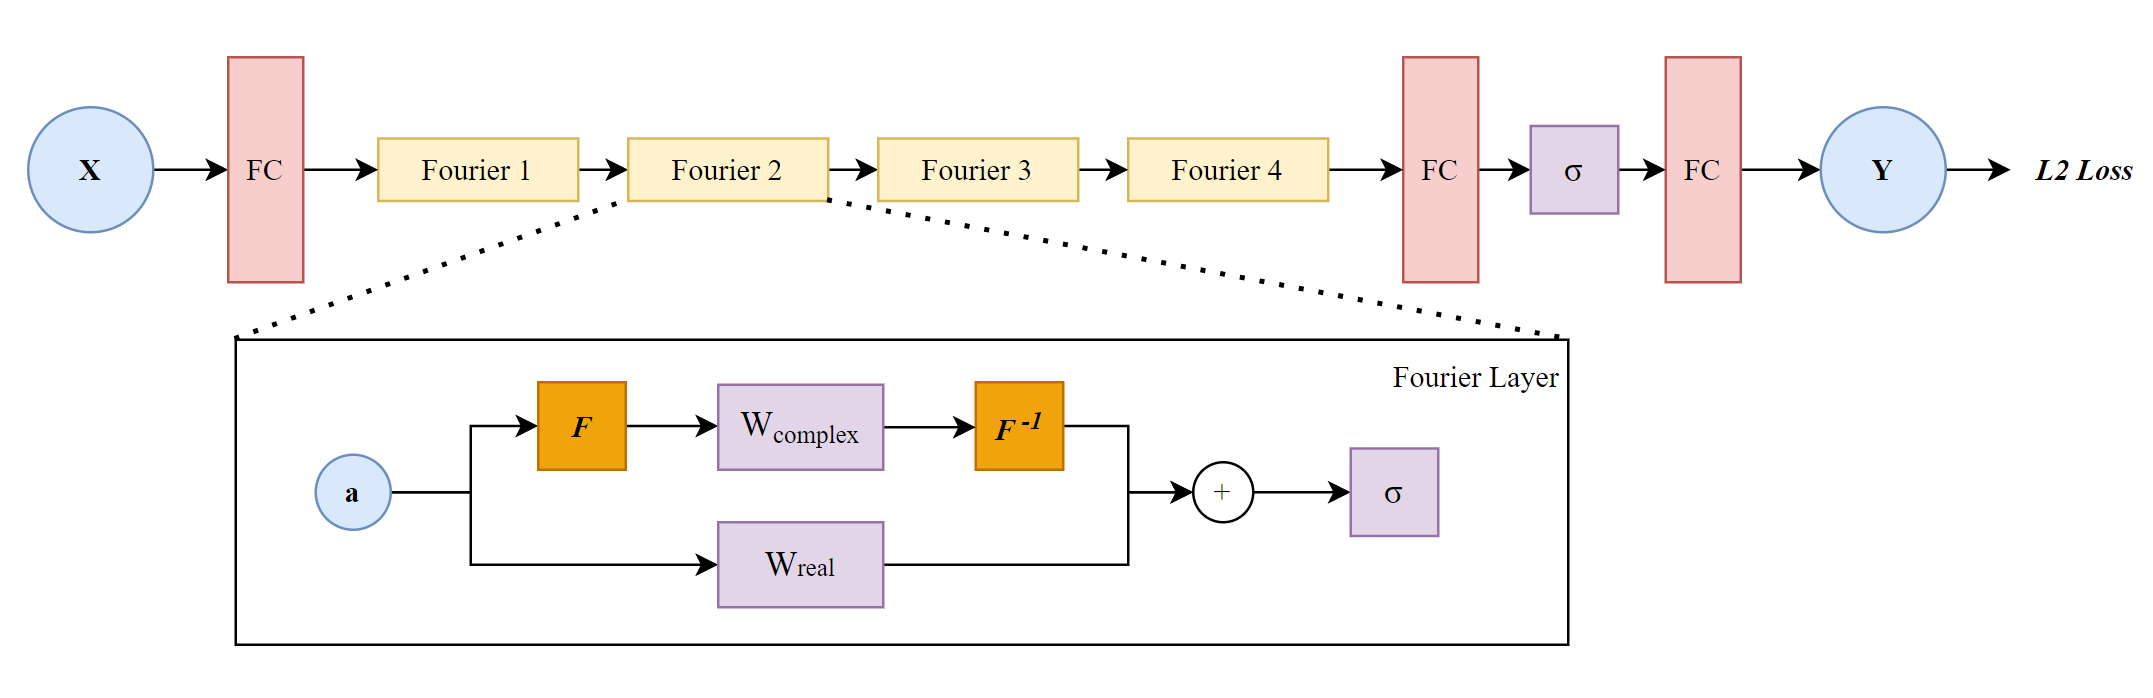 X
FC
Fourier 1
Fourier 2
Fourier 3
Fourier 4
FC
σ
FC
Y
L2 Loss
Fourier Layer
a
F
Wcomplex
F-1
Wreal
+
σ